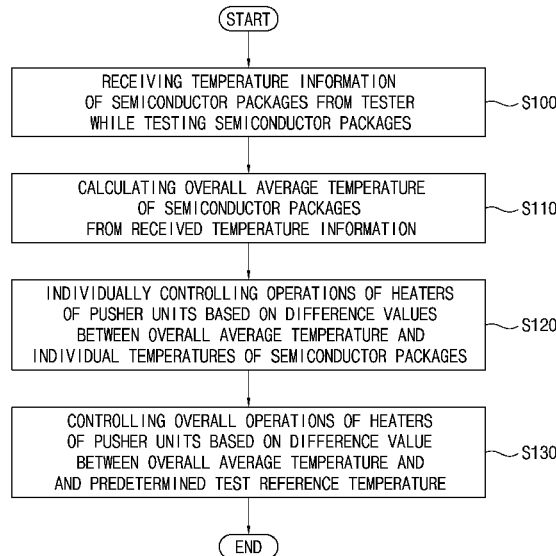 START
RECEIVING TEMPERATURE INFORMATION
OF SEMICONDUCTOR PACKAGES FROM TESTER
WHILE TESTING SEMICONDUCTOR PACKAGES
S100
CALCULATING OVERALL AVERAGE TEMPERATURE
OF SEMICONDUCTOR PACKAGES
FROM RECEIVED TEMPERATURE INFORMATION
S110
INDIVIDUALLY CONTROLLING OPERATIONS OF HEATERS
OF PUSHER UNITS BASED ON DIFFERENCE VALUES
BETWEEN OVERALL AVERAGE TEMPERATURE AND
INDIVIDUAL TEMPERATURES OF SEMICONDUCTOR PACKAGES
S120
CONTROLLING OVERALL OPERATIONS OF HEATERS
OF PUSHER UNITS BASED ON DIFFERENCE VALUE
BETWEEN OVERALL AVERAGE TEMPERATURE AND
AND PREDETERMINED TEST REFERENCE TEMPERATURE
S130
END